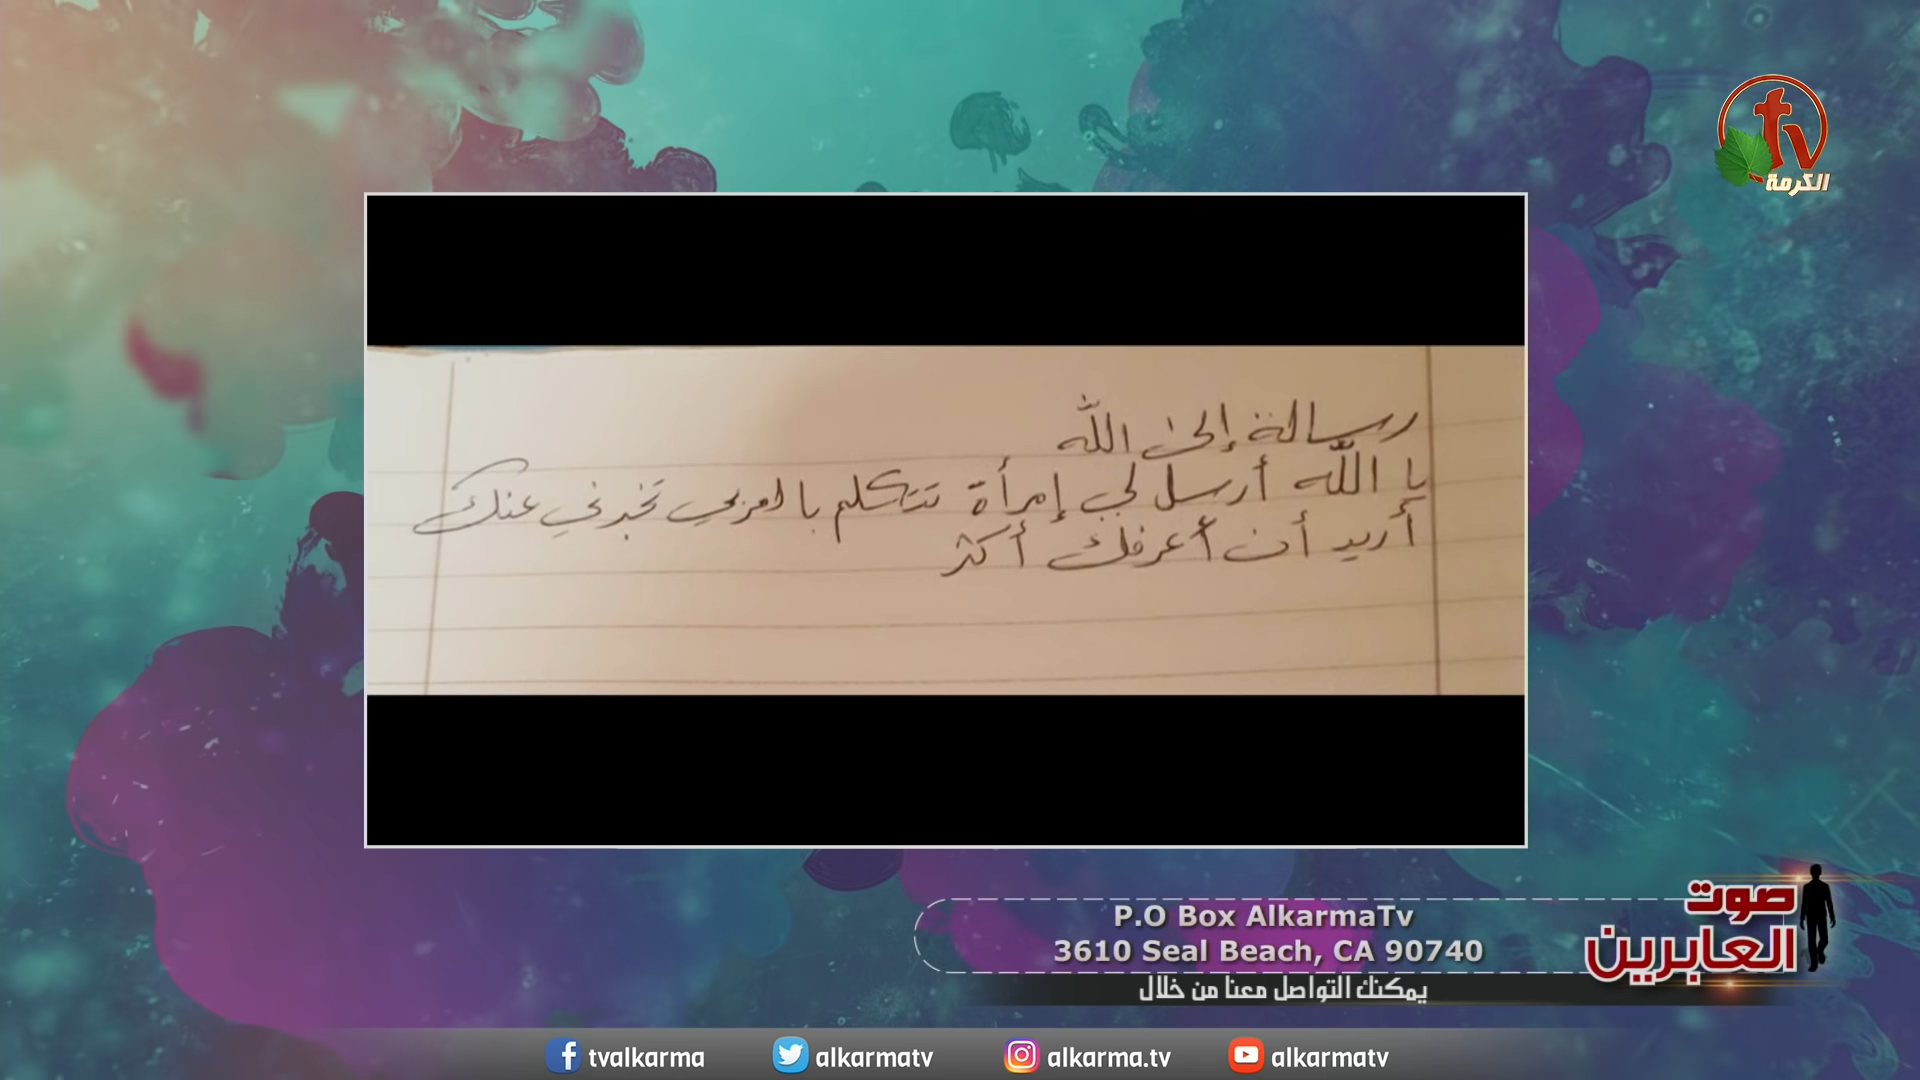 tv
الكرمة
رسالة إلى الله
يا الله أرسل لي إمرأة تتكلم بالعربي تخبرني عنك
أريد أن أعرفك أكثر
صوت
العابرين
P.O Box AlkarmaTv
3610 Seal Beach, CA 90740
يمكنك التواصل معنا من خلال
tvalkarma alkarmatv alkarma.tv alkarmatv